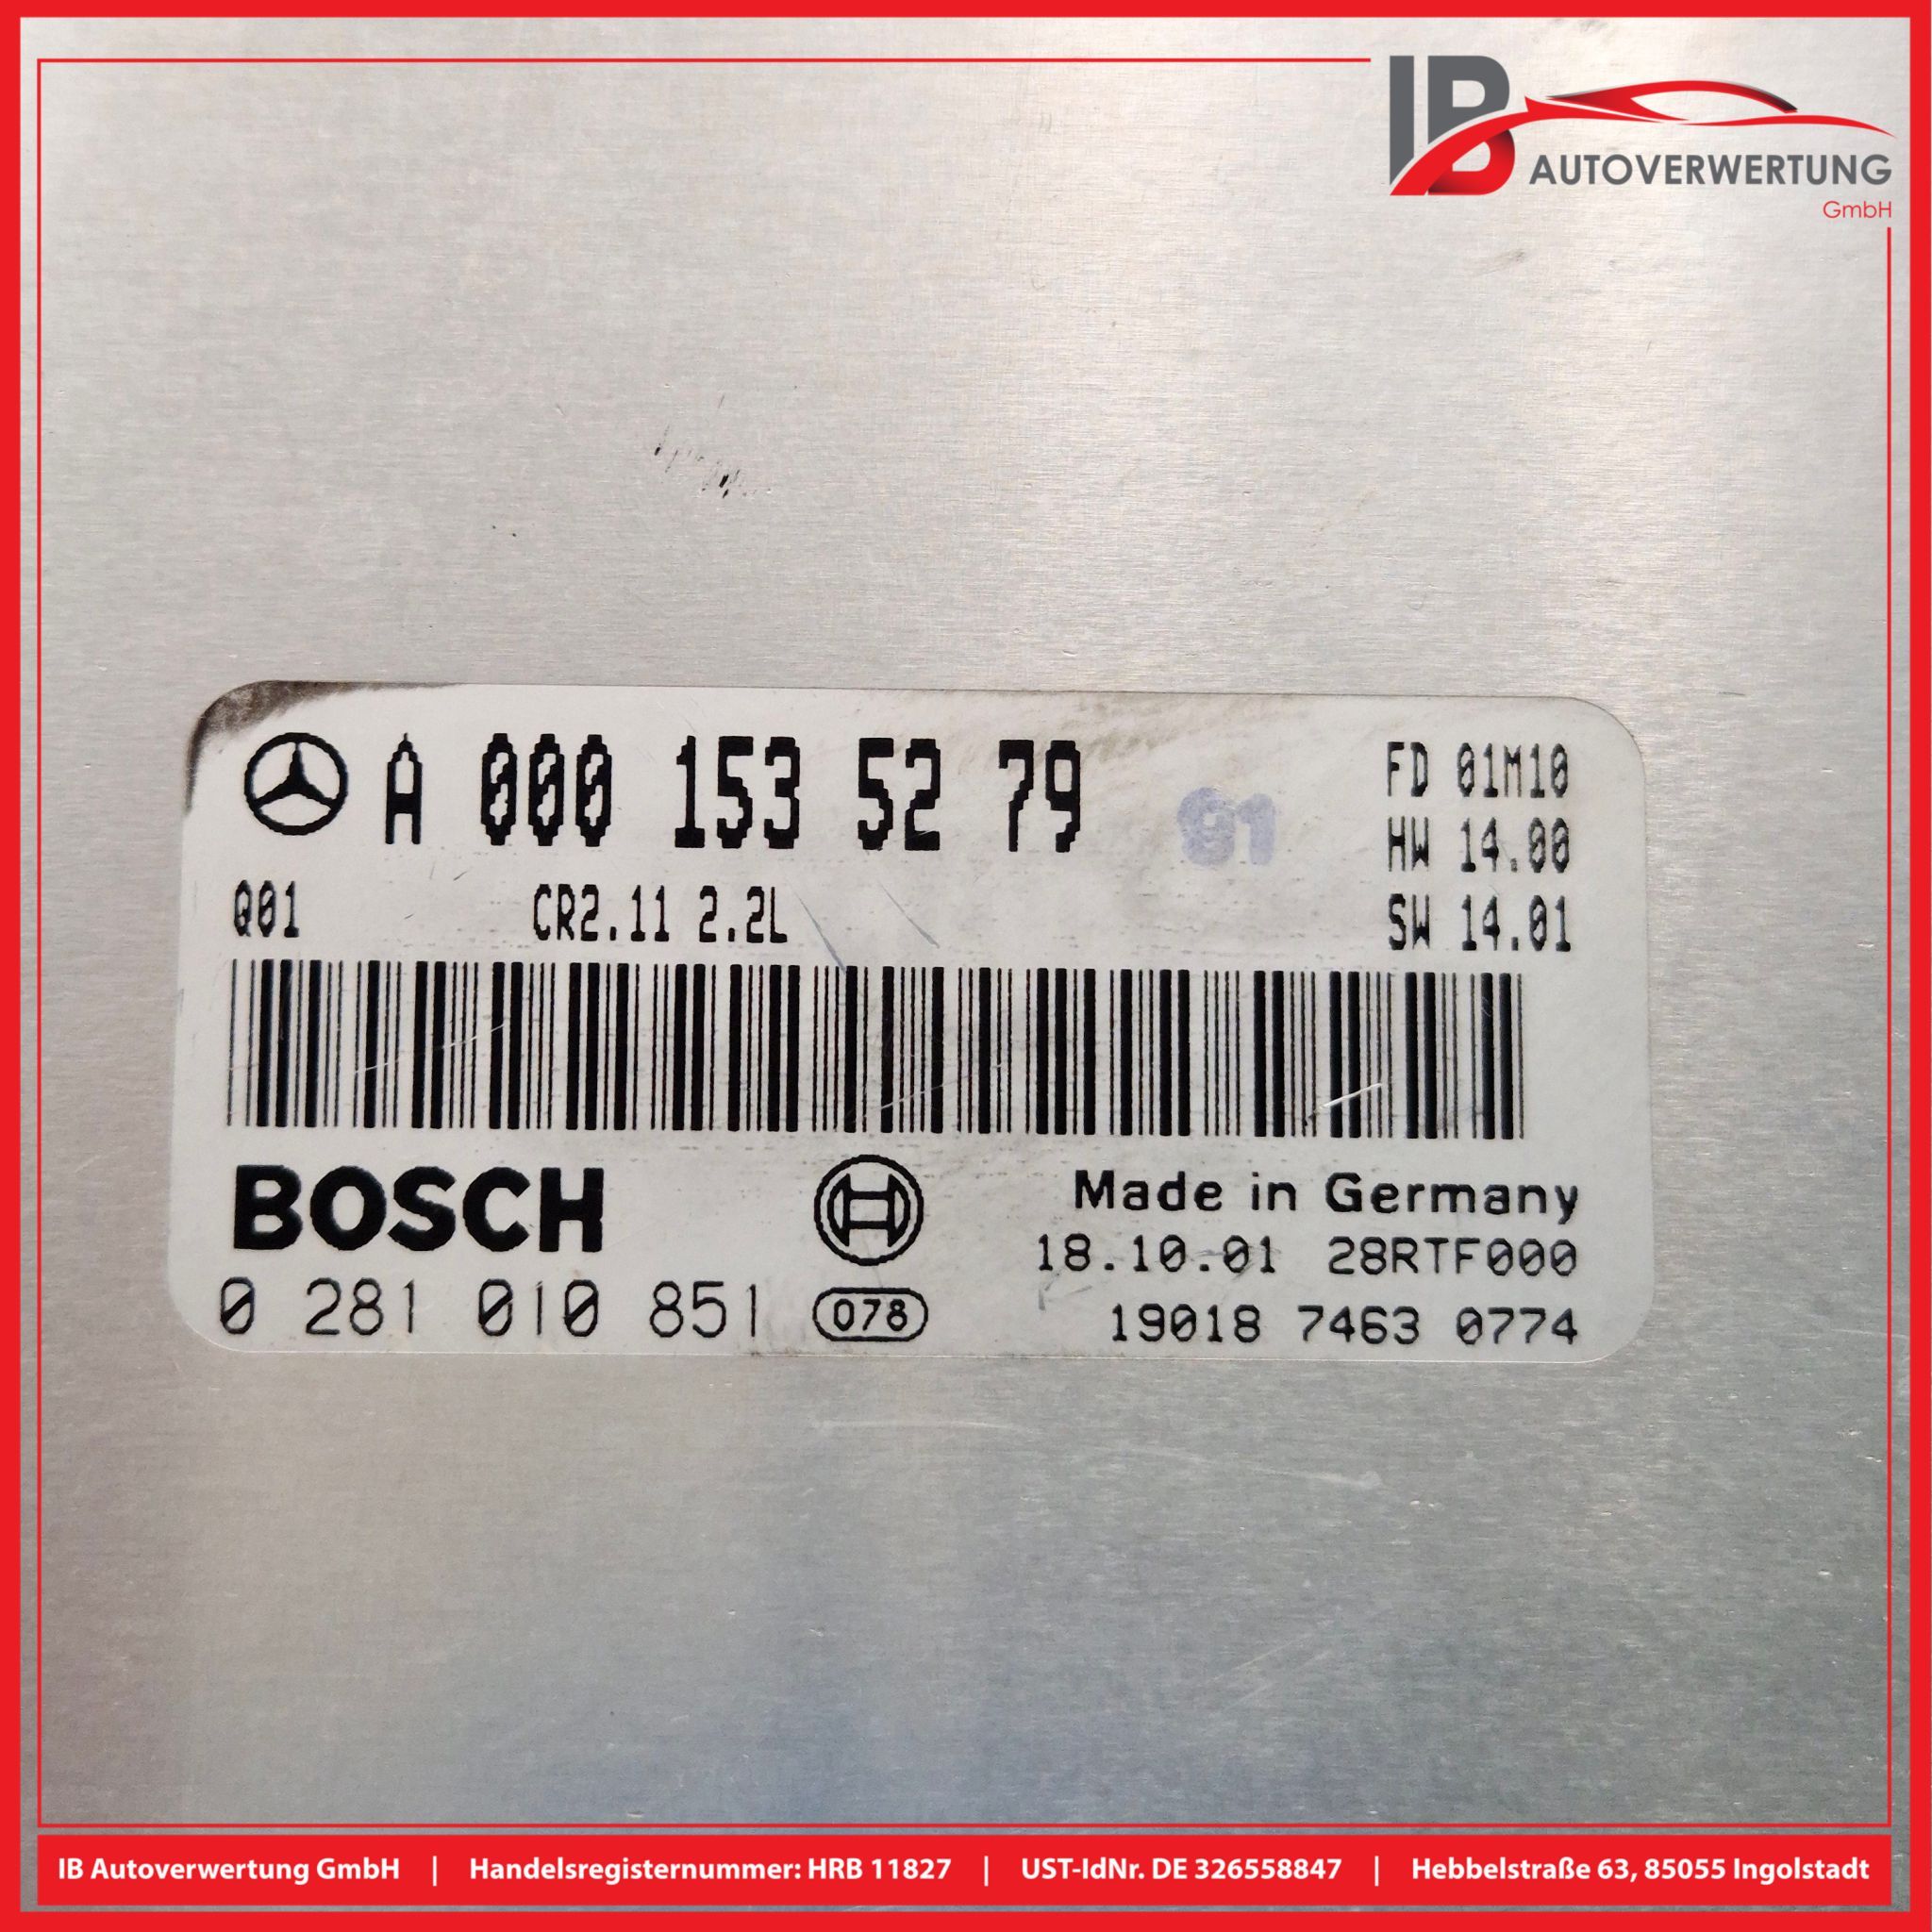 IB
AUTOVERWERTUNG
GmbH
A 000 153 52 79
FD 01M10
HW 14.00
Q01 CR2.11 2.2L
SW 14.01
BOSCH
Made in Germany
18.10.01 28RTF000
0 281 010 851 078
19018 7463 0774
IB Autoverwertung GmbH | Handelsregisternummer: HRB 11827 | UST-IdNr. DE 326558847 | Hebbelstraße 63, 85055 Ingolstadt